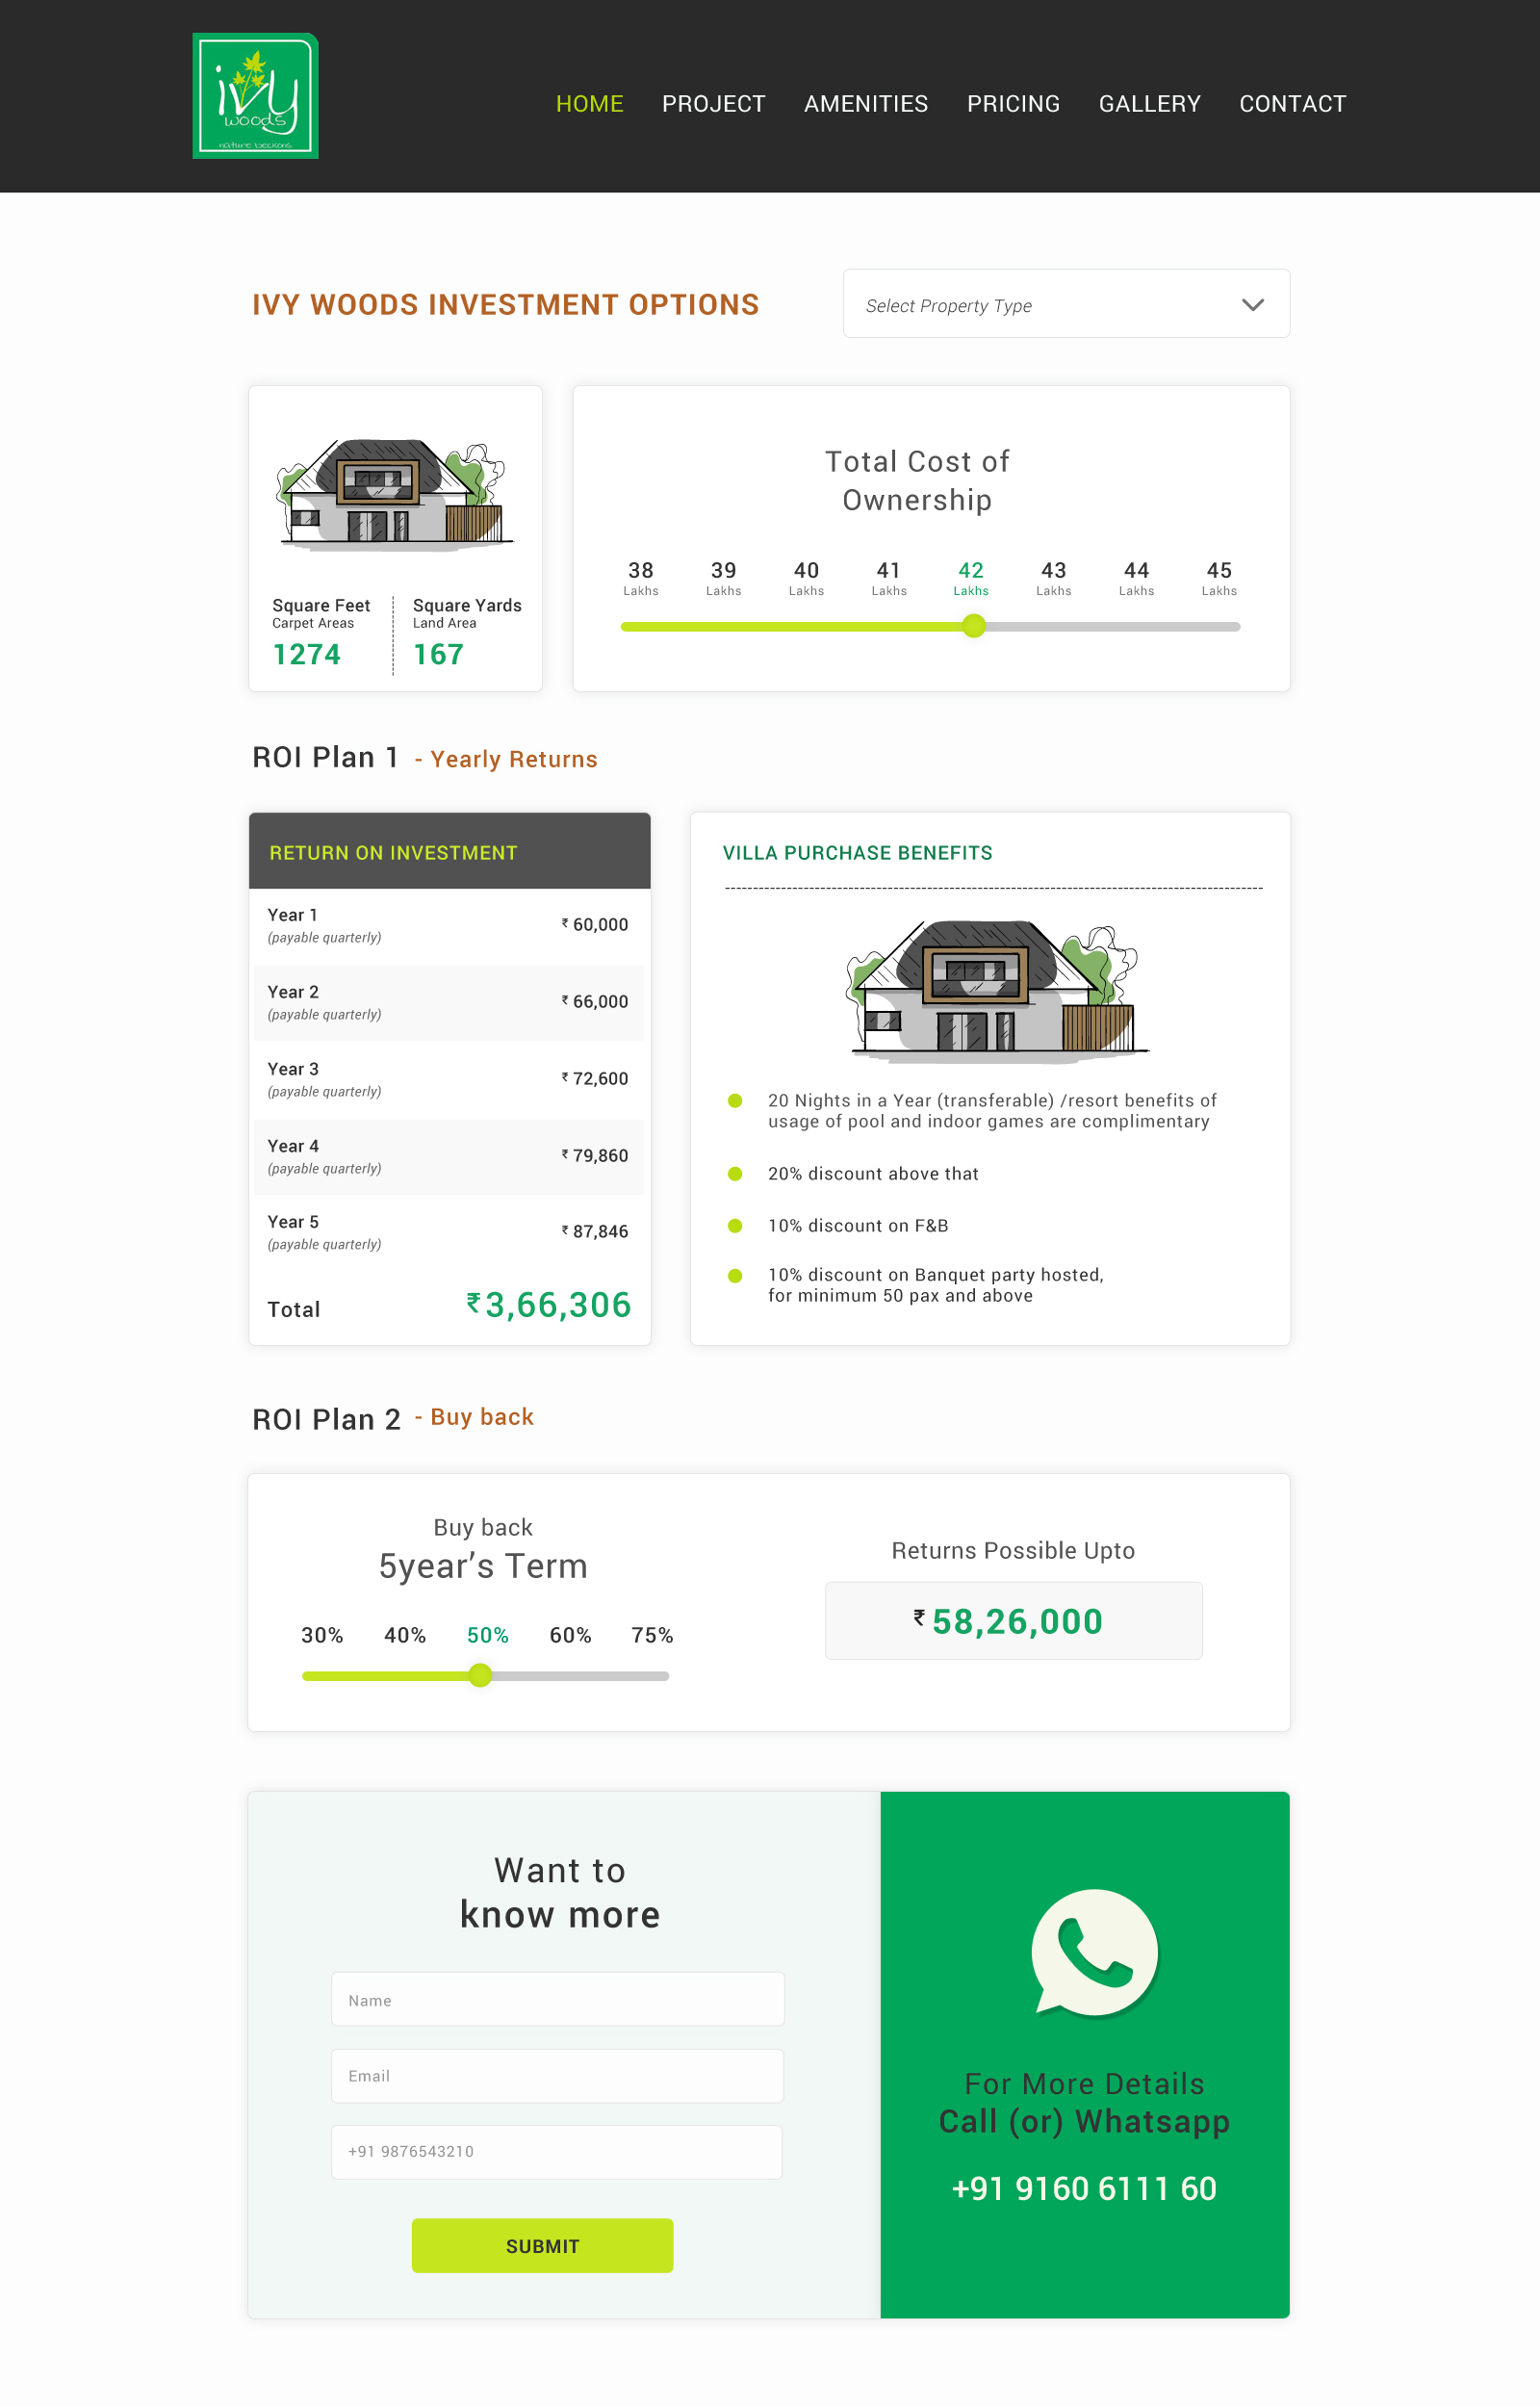 ivy
woods
nature beckons
HOME PROJECT AMENITIES PRICING GALLERY CONTACT
IVY WOODS INVESTMENT OPTIONS
Select Property Type
Square Feet
Carpet Areas
1274
Square Yards
Land Area
167
Total Cost of
Ownership
38 39 40 41 42 43 44 45
Lakhs Lakhs Lakhs Lakhs Lakhs Lakhs Lakhs Lakhs
ROI Plan 1 - Yearly Returns
RETURN ON INVESTMENT
Year 1
(payable quarterly)
₹ 60,000
Year 2
(payable quarterly)
₹ 66,000
Year 3
(payable quarterly)
₹ 72,600
Year 4
(payable quarterly)
₹ 79,860
Year 5
(payable quarterly)
₹ 87,846
Total ₹3,66,306
VILLA PURCHASE BENEFITS
20 Nights in a Year (transferable) /resort benefits of
usage of pool and indoor games are complimentary
20% discount above that
10% discount on F&B
10% discount on Banquet party hosted,
for minimum 50 pax and above
ROI Plan 2 - Buy back
Buy back
5year’s Term
30% 40% 50% 60% 75%
Returns Possible Upto
₹ 58,26,000
Want to
know more
Name
Email
+91 9876543210
SUBMIT
For More Details
Call (or) Whatsapp
+91 9160 6111 60